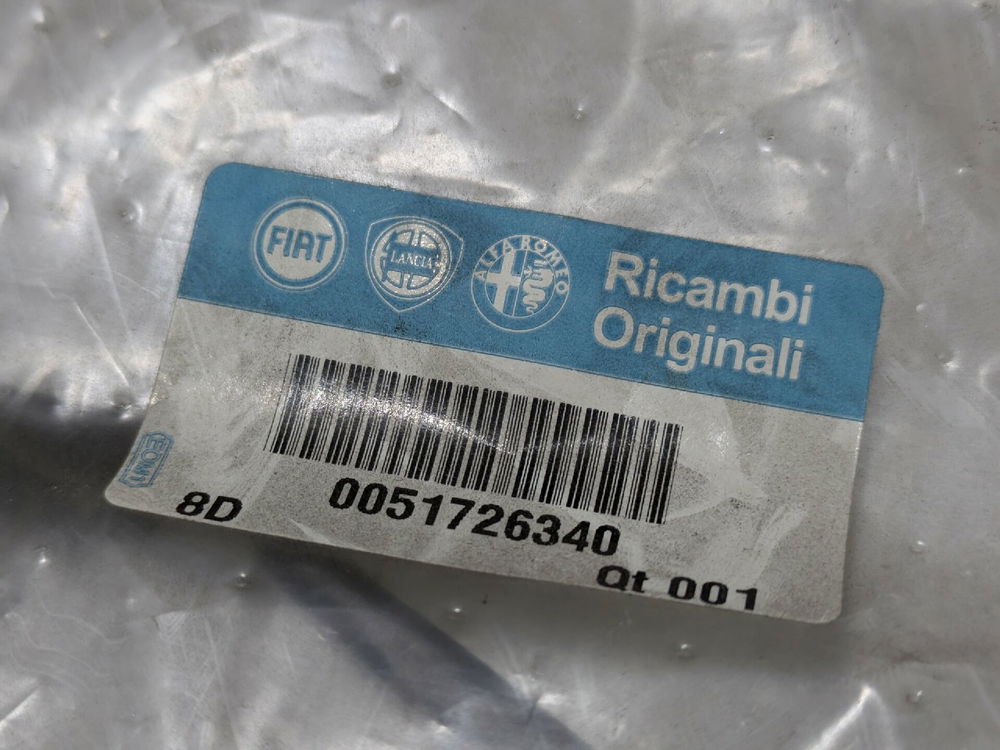 FIAT
LANCIA
ALFA ROMEO
Ricambi
Originali
0051726340
8D
Qt 001